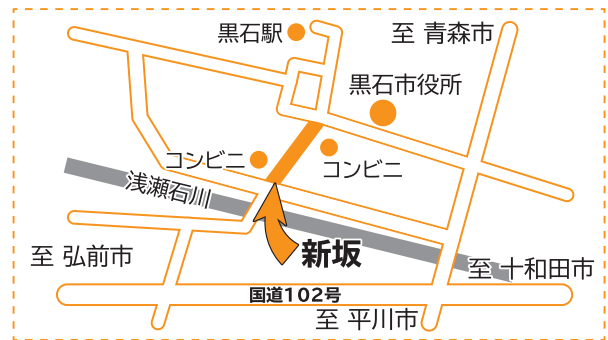 黒石駅
至 青森市
黒石市役所
コンビニ
コンビニ
浅瀬石川
新坂
至 弘前市
至 十和田市
国道102号
至 平川市